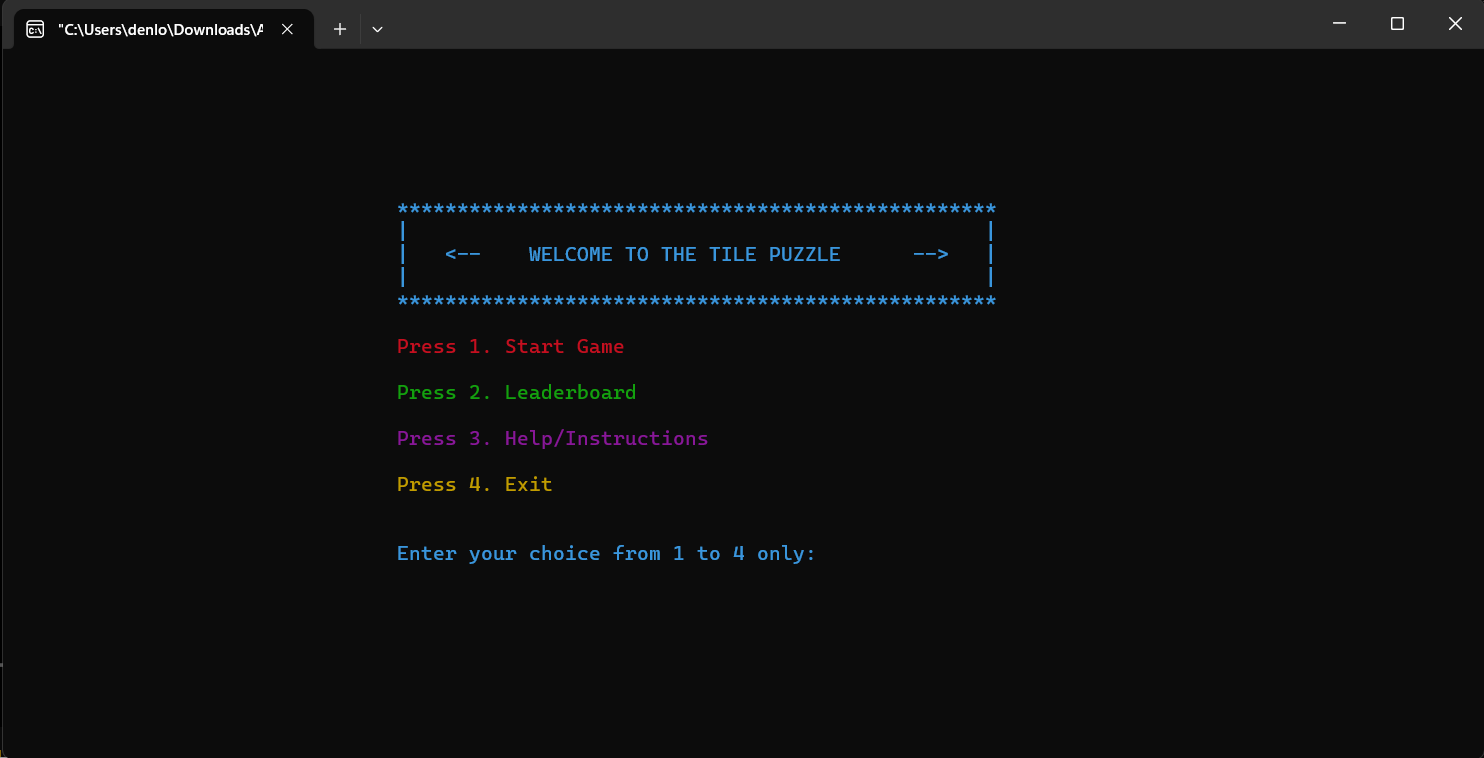 "C:\Users\denlo\Downloads\A
**************************************************
|                                                |
|   <--    WELCOME TO THE TILE PUZZLE      -->   |
|                                                |
**************************************************
Press 1. Start Game
Press 2. Leaderboard
Press 3. Help/Instructions
Press 4. Exit
Enter your choice from 1 to 4 only: